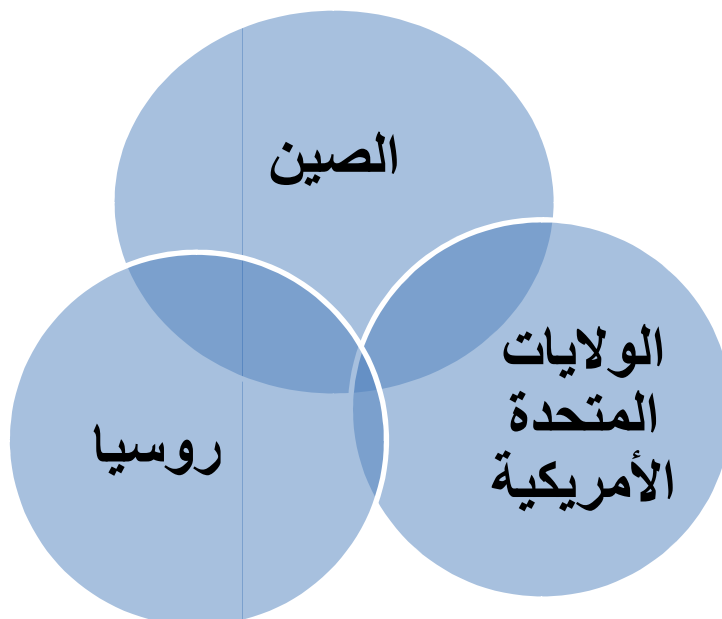 الصين
الولايات
المتحدة
الأمريكية
روسيا